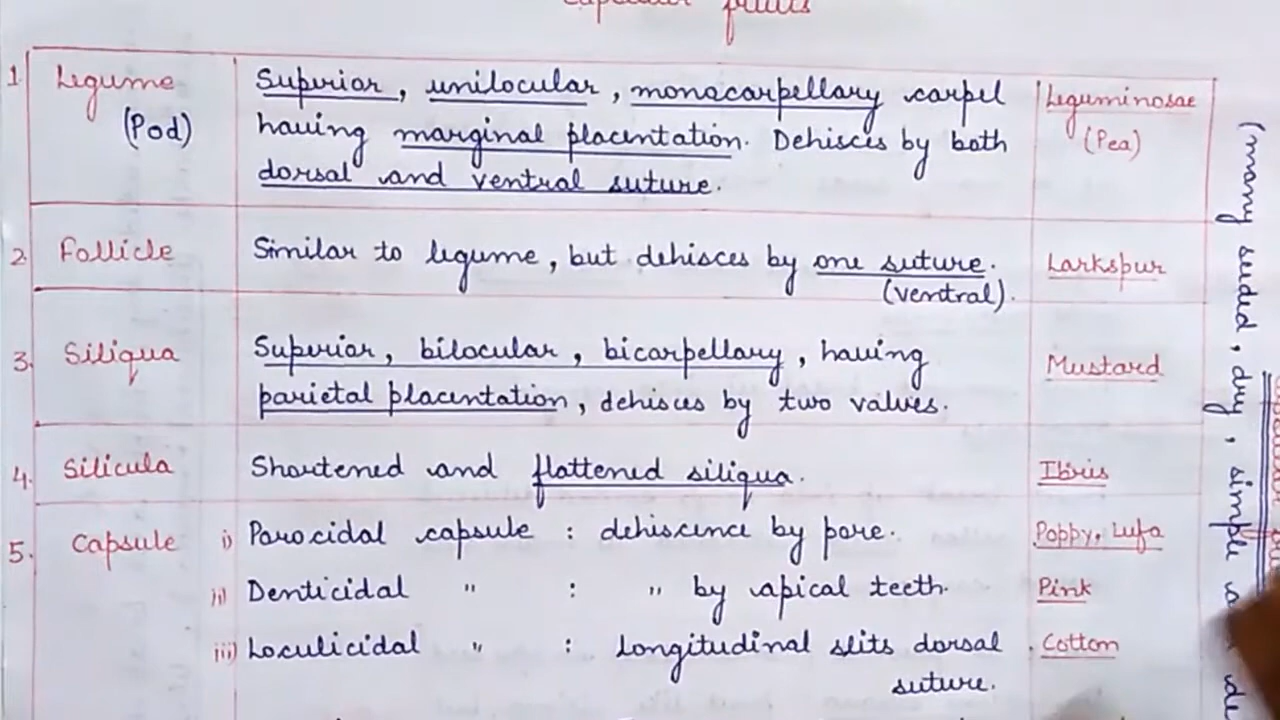 fruits
1 Legume (Pod) Superior, unilocular, monocarpellary carpel Leguminosae (Pea)
having marginal placentation. Dehisces by both
dorsal and ventral suture.
2. Follicle Similar to legume, but dehisces by one suture. Larkspur
(ventral).
3. Siliqua Superior, bilocular, bicarpellary, having Mustard
parietal placentation, dehisces by two valves.
4. Silicula Shortened and flattened siliqua. Ibris
5. Capsule i) Porocidal capsule : dehiscence by pore. Poppy, Lufa
ii) Denticidal " : " by apical teeth. Pink
iii) Loculicidal " : Longitudinal slits dorsal Cotton
suture.
(many seeded, dry, simple